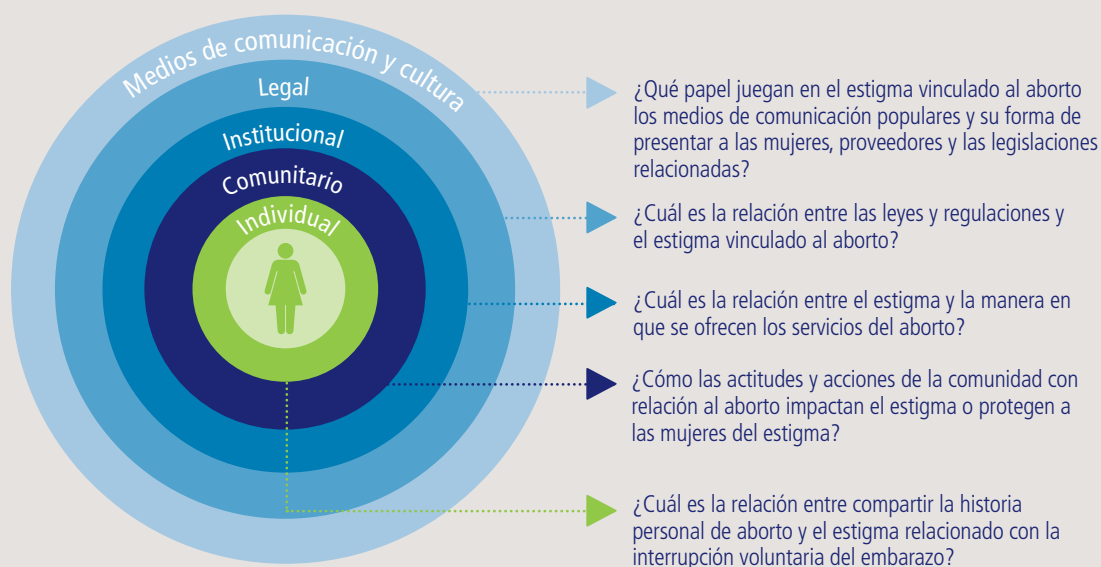 Medios de comunicación y cultura
Legal
Institucional
Comunitario
Individual
¿Qué papel juegan en el estigma vinculado al aborto
los medios de comunicación populares y su forma de
presentar a las mujeres, proveedores y las legislaciones
relacionadas?
¿Cuál es la relación entre las leyes y regulaciones y
el estigma vinculado al aborto?
¿Cuál es la relación entre el estigma y la manera en
que se ofrecen los servicios del aborto?
¿Cómo las actitudes y acciones de la comunidad con
relación al aborto impactan el estigma o protegen a
las mujeres del estigma?
¿Cuál es la relación entre compartir la historia
personal de aborto y el estigma relacionado con la
interrupción voluntaria del embarazo?